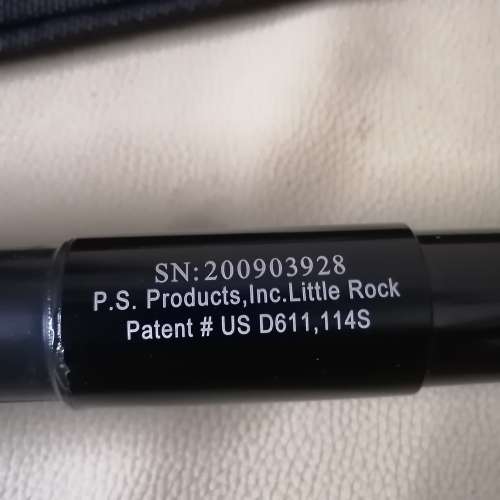 SN:200903928
P.S. Products,Inc.Little Rock
Patent # US D611,114S